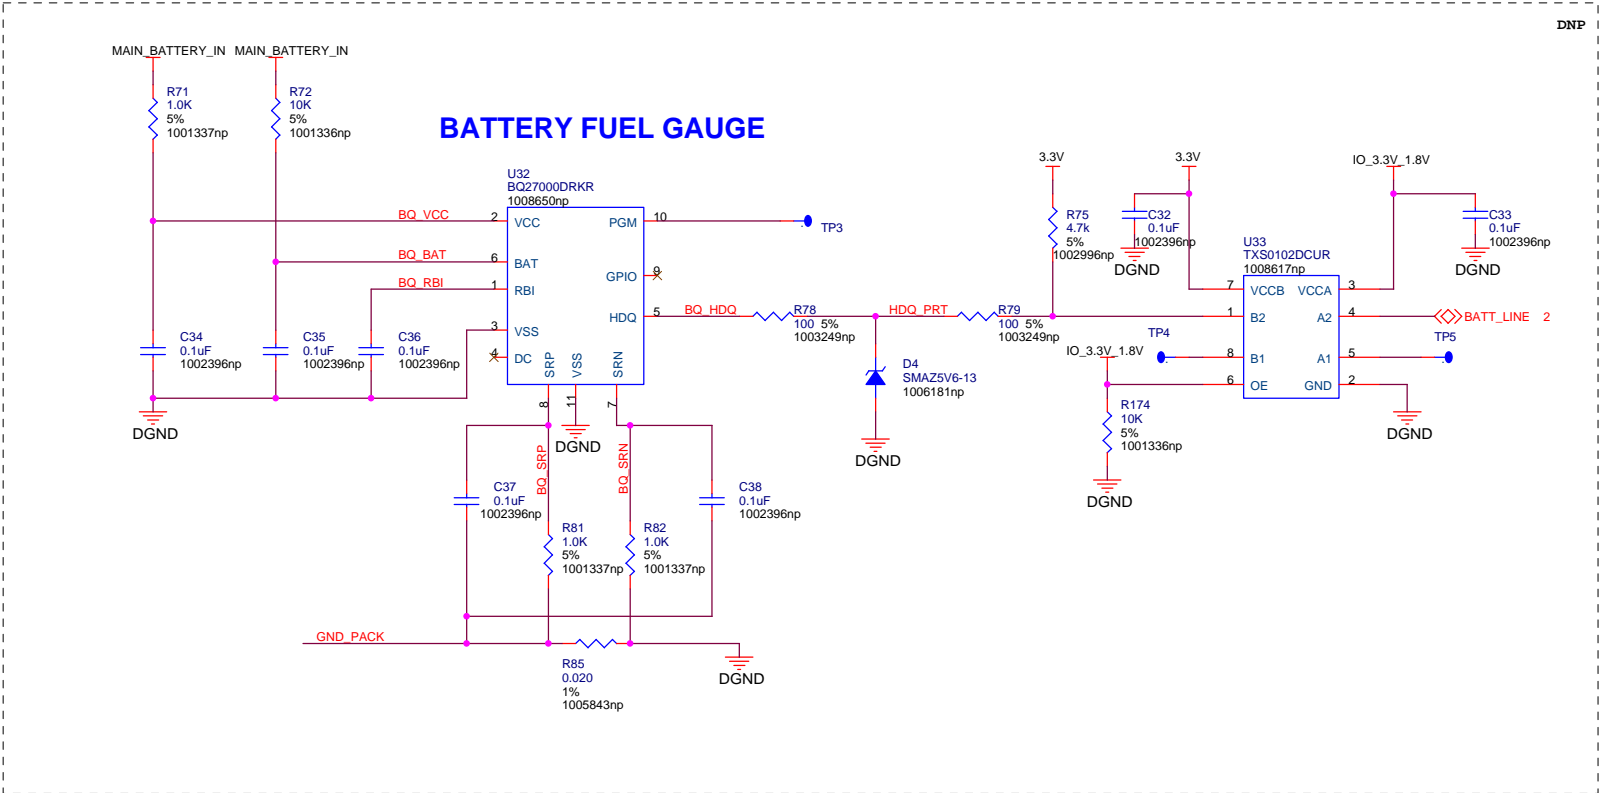 DNP
MAIN_BATTERY_IN
MAIN_BATTERY_IN
R71
1.0K
5%
1001337np
R72
10K
5%
1001336np
BATTERY FUEL GAUGE
U32
BQ27000DRKR
1008650np
BQ_VCC
2
VCC
PGM
10
TP3
BQ_BAT
6
BAT
GPIO
9
BQ_RBI
1
RBI
HDQ
5
BQ_HDQ
3
VSS
4
DC
SRP
VSS
SRN
8
11
7
R78
100 5%
1003249np
HDQ_PRT
R79
100 5%
1003249np
3.3V
R75
4.7k
5%
1002996np
3.3V
C32
0.1uF
1002396np
DGND
IO_3.3V_1.8V
C33
0.1uF
1002396np
DGND
U33
TXS0102DCUR
1008617np
7
VCCB
VCCA
3
1
B2
A2
4
BATT_LINE 2
TP4
8
B1
A1
5
TP5
6
OE
GND
2
DGND
IO_3.3V_1.8V
R174
10K
5%
1001336np
DGND
D4
SMAZ5V6-13
1006181np
DGND
C34
0.1uF
1002396np
C35
0.1uF
1002396np
C36
0.1uF
1002396np
DGND
DGND
BQ_SRP
BQ_SRN
C37
0.1uF
1002396np
C38
0.1uF
1002396np
R81
1.0K
5%
1001337np
R82
1.0K
5%
1001337np
GND_PACK
R85
0.020
1%
1005843np
DGND